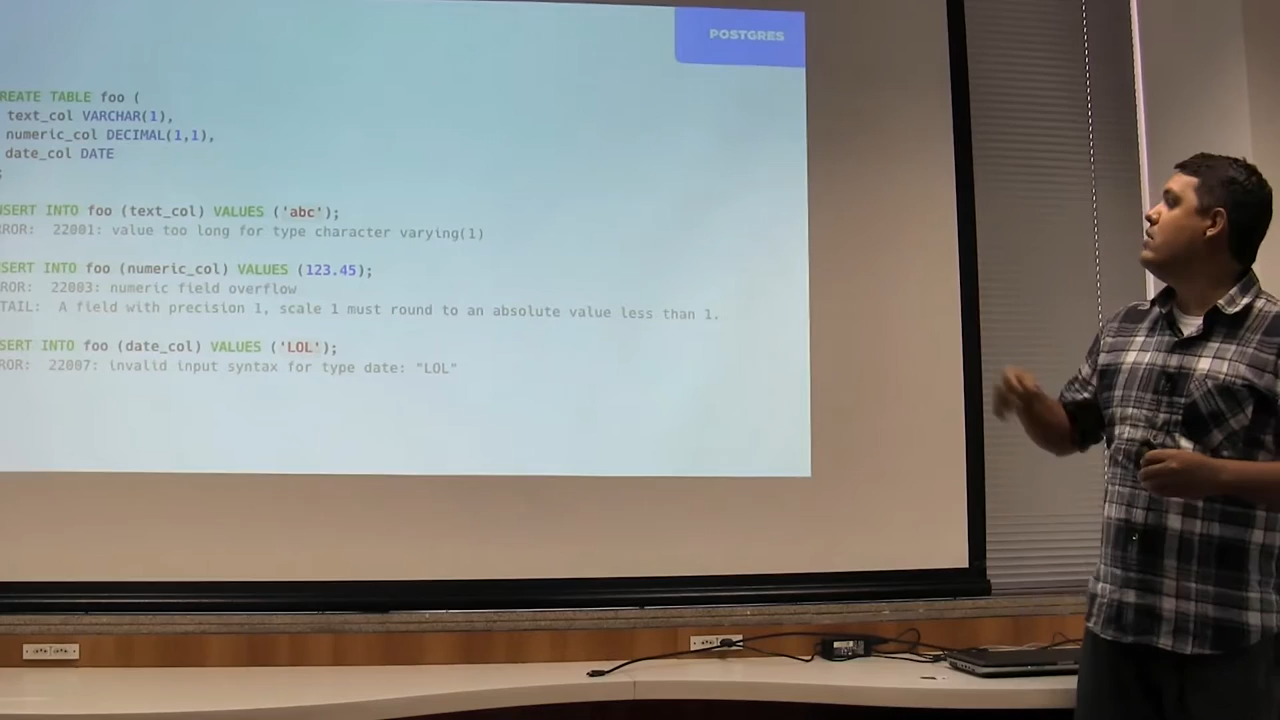 POSTGRES
REATE TABLE foo (
text_col VARCHAR(1),
numeric_col DECIMAL(1,1),
date_col DATE
;
NSERT INTO foo (text_col) VALUES ('abc');
ROR: 22001: value too long for type character varying(1)
SERT INTO foo (numeric_col) VALUES (123.45);
ROR: 22003: numeric field overflow
TAIL: A field with precision 1, scale 1 must round to an absolute value less than 1.
SERT INTO foo (date_col) VALUES ('LOL');
ROR: 22007: invalid input syntax for type date: "LOL"